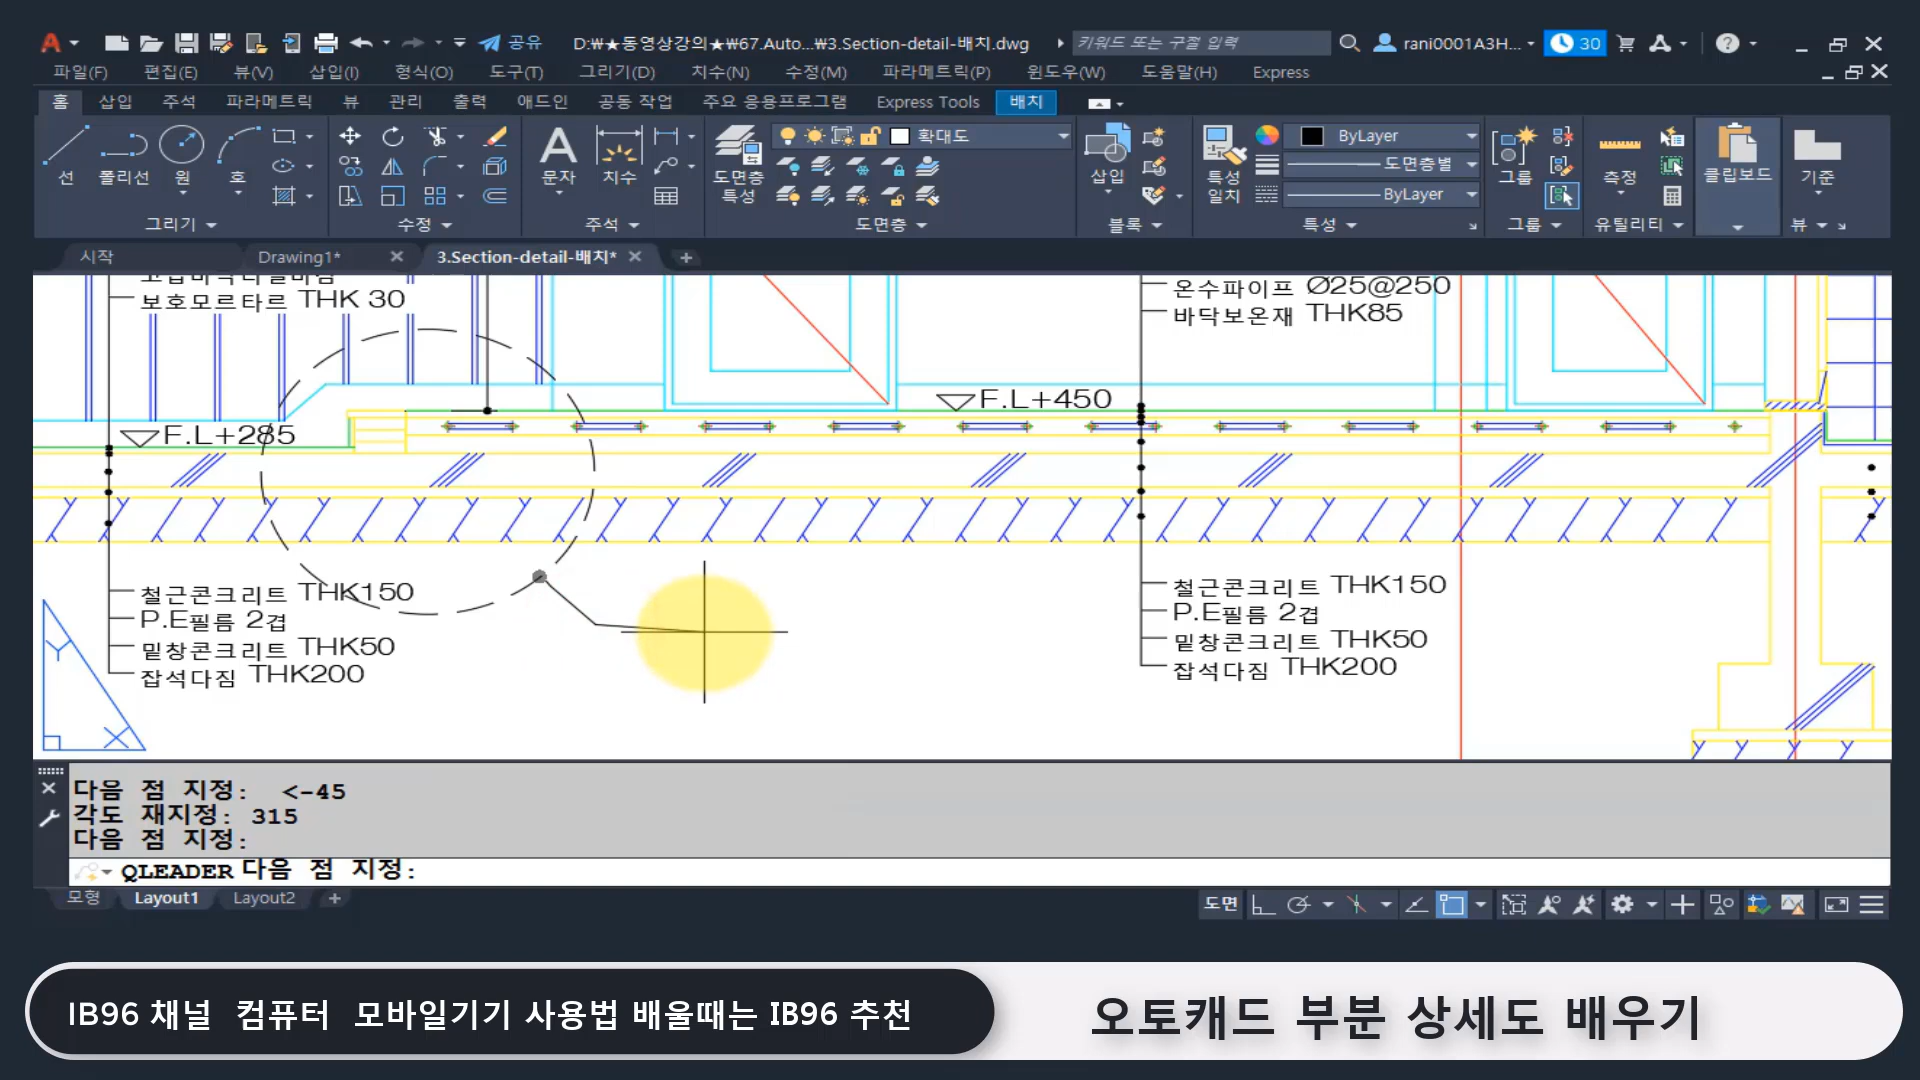 공유
D:₩★동영상강의★₩67.Auto...₩3.Section-detail-배치.dwg
키워드 또는 구절 입력
rani0001A3H...
30
파일(F) 편집(E) 뷰(V) 삽입(I) 형식(O) 도구(T) 그리기(D) 치수(N) 수정(M) 파라메트릭(P) 윈도우(W) 도움말(H) Express
홈 삽입 주석 파라메트릭 뷰 관리 출력 애드인 공동 작업 주요 응용프로그램 Express Tools 배치
확대도
ByLayer
도면층별
ByLayer
선 폴리선 원 호 문자 치수 도면층 특성 삽입 특성 일치 그룹 측정 클립보드 기준
그리기 수정 주석 도면층 블록 특성 그룹 유틸리티 뷰
시작 Drawing1* 3.Section-detail-배치*
보호모르타르 THK 30
온수파이프 Ø25@250
바닥보온재 THK85
F.L+450
F.L+285
철근콘크리트 THK150
P.E필름 2겹
밑창콘크리트 THK50
잡석다짐 THK200
철근콘크리트 THK150
P.E필름 2겹
밑창콘크리트 THK50
잡석다짐 THK200
Y
X
다음 점 지정: <-45
각도 재지정: 315
다음 점 지정:
QLEADER 다음 점 지정:
모형 Layout1 Layout2
도면
IB96 채널 컴퓨터 모바일기기 사용법 배울때는 IB96 추천
오토캐드 부분 상세도 배우기